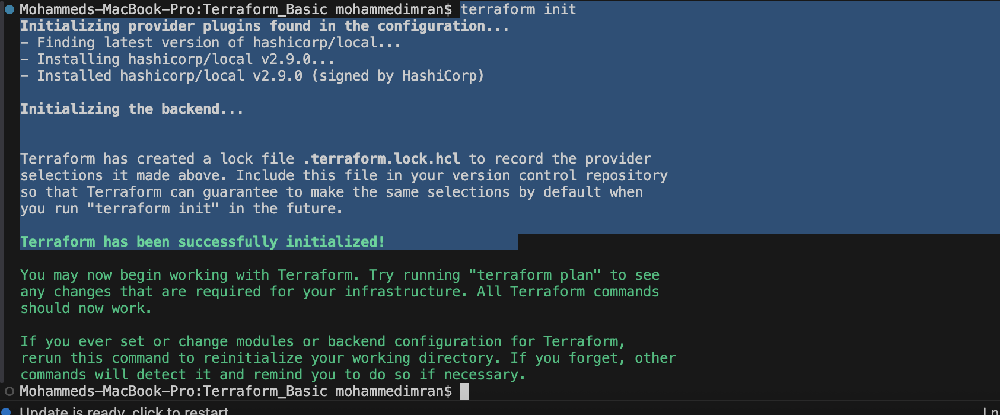 Mohammeds-MacBook-Pro:Terraform_Basic mohammedimran$ terraform init
Initializing provider plugins found in the configuration...
- Finding latest version of hashicorp/local...
- Installing hashicorp/local v2.9.0...
- Installed hashicorp/local v2.9.0 (signed by HashiCorp)
Initializing the backend...
Terraform has created a lock file .terraform.lock.hcl to record the provider
selections it made above. Include this file in your version control repository
so that Terraform can guarantee to make the same selections by default when
you run "terraform init" in the future.
Terraform has been successfully initialized!
You may now begin working with Terraform. Try running "terraform plan" to see
any changes that are required for your infrastructure. All Terraform commands
should now work.
If you ever set or change modules or backend configuration for Terraform,
rerun this command to reinitialize your working directory. If you forget, other
commands will detect it and remind you to do so if necessary.
Mohammeds-MacBook-Pro:Terraform_Basic mohammedimran$
Update is ready, click to restart. Ln